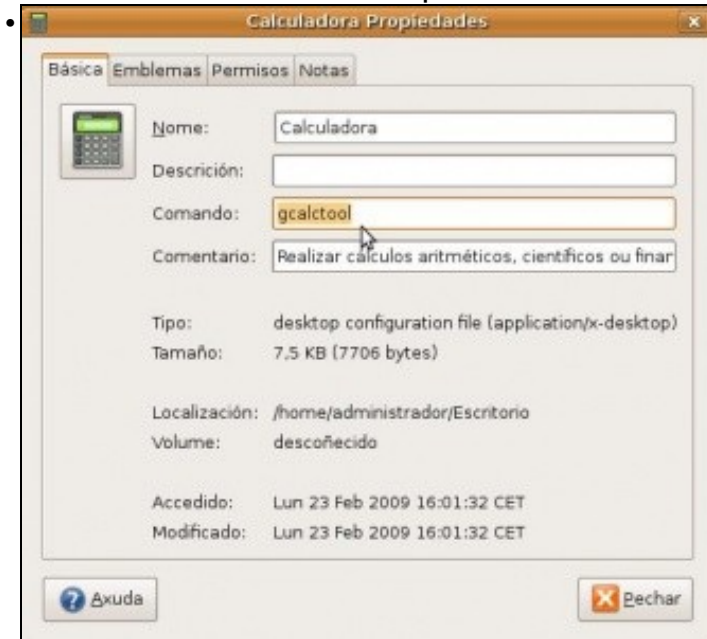 Calculadora Propiedades
Básica Emblemas Permisos Notas
Nome: Calculadora
Descrición:
Comando: gcalctool
Comentario: Realizar cálculos aritméticos, científicos ou finar
Tipo: desktop configuration file (application/x-desktop)
Tamaño: 7,5 KB (7706 bytes)
Localización: /home/administrador/Escritorio
Volume: descoñecido
Accedido: Lun 23 Feb 2009 16:01:32 CET
Modificado: Lun 23 Feb 2009 16:01:32 CET
Axuda Pechar